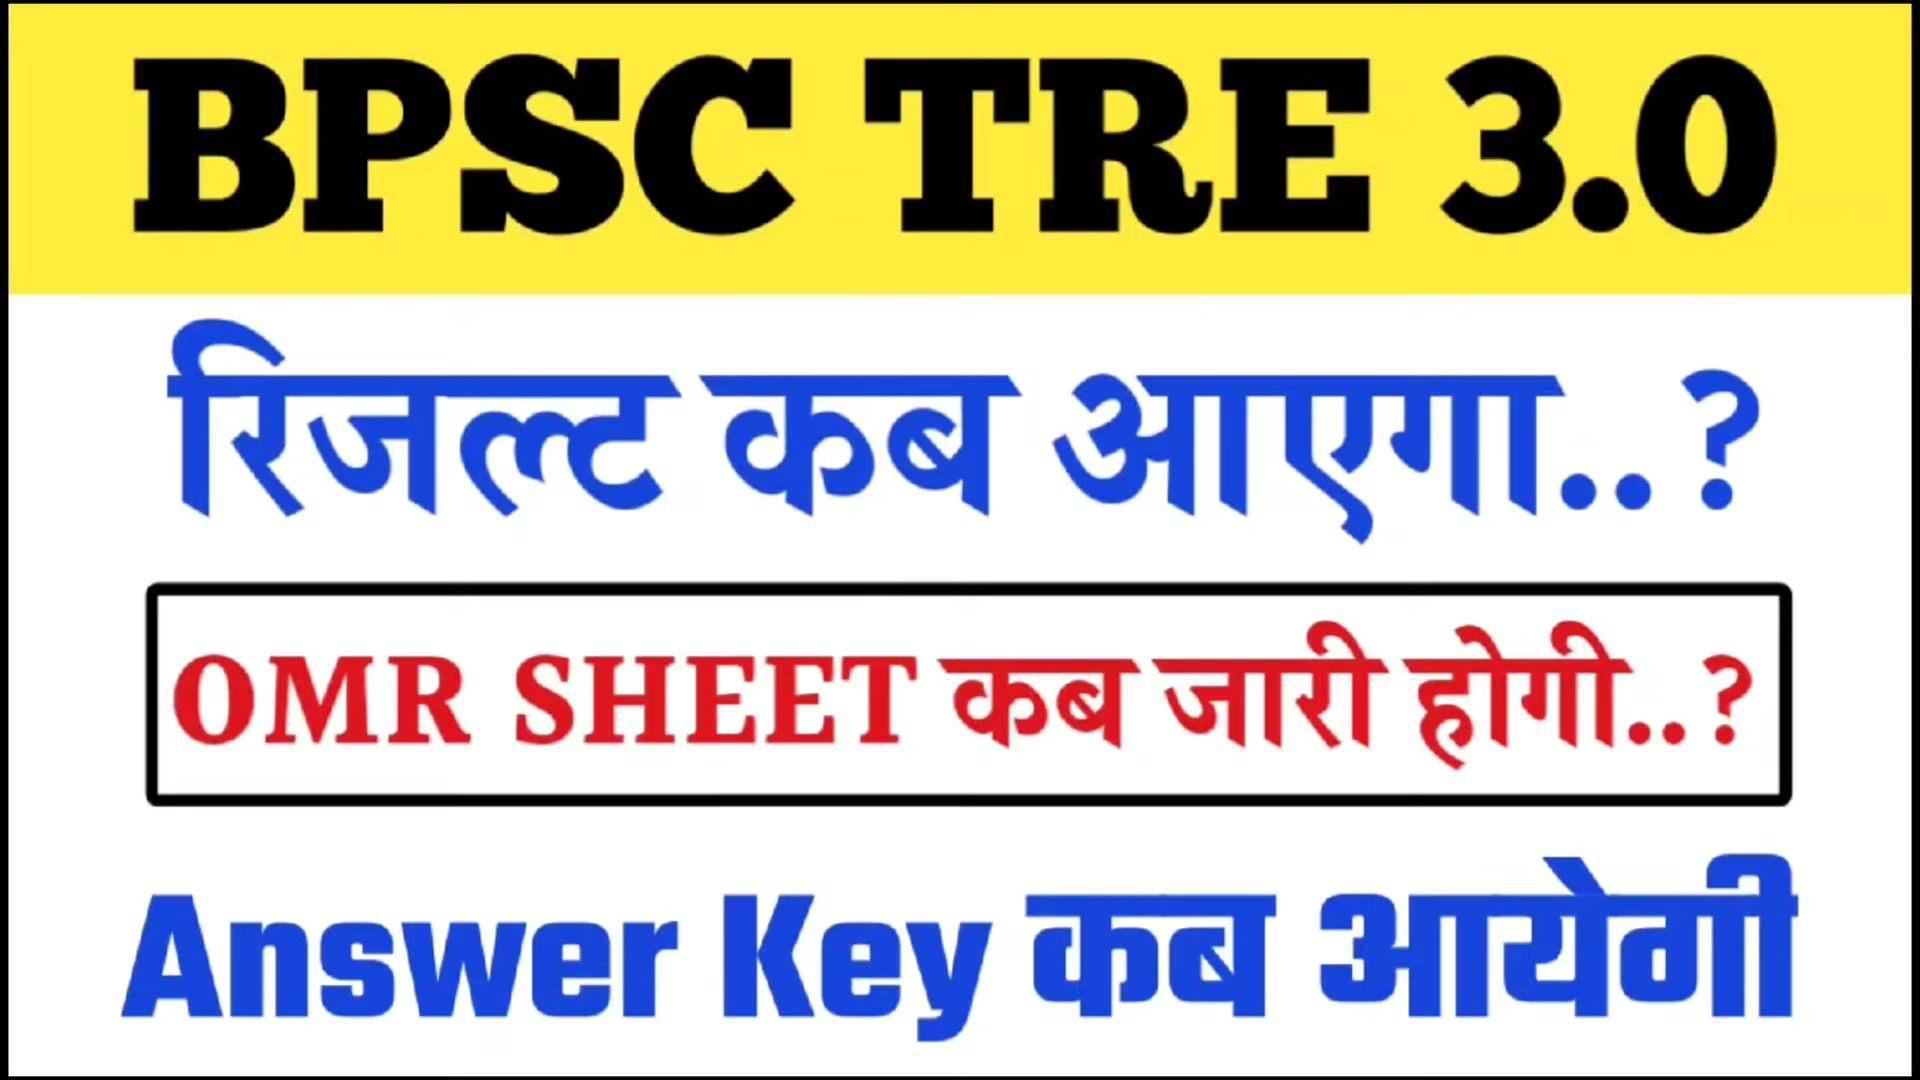 BPSC TRE 3.0
रिजल्ट कब आएगा..?
OMR SHEET कब जारी होगी..?
Answer Key कब आयेगी